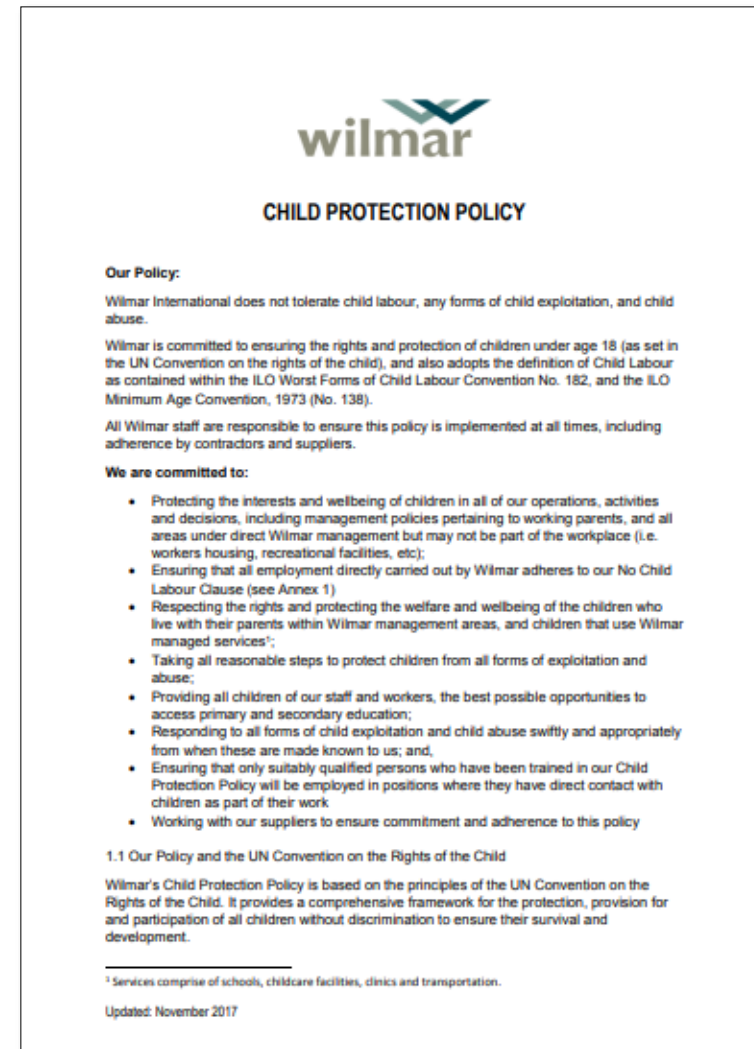 wilmar
CHILD PROTECTION POLICY
Our Policy:
Wilmar International does not tolerate child labour, any forms of child exploitation, and child
abuse.
Wilmar is committed to ensuring the rights and protection of children under age 18 (as set in
the UN Convention on the rights of the child), and also adopts the definition of Child Labour
as contained within the ILO Worst Forms of Child Labour Convention No. 182, and the ILO
Minimum Age Convention, 1973 (No. 138).
All Wilmar staff are responsible to ensure this policy is implemented at all times, including
adherence by contractors and suppliers.
We are committed to:
• Protecting the interests and wellbeing of children in all of our operations, activities
and decisions, including management policies pertaining to working parents, and all
areas under direct Wilmar management but may not be part of the workplace (i.e.
workers housing, recreational facilities, etc);
• Ensuring that all employment directly carried out by Wilmar adheres to our No Child
Labour Clause (see Annex 1)
• Respecting the rights and protecting the welfare and wellbeing of the children who
live with their parents within Wilmar management areas, and children that use Wilmar
managed services¹;
• Taking all reasonable steps to protect children from all forms of exploitation and
abuse;
• Providing all children of our staff and workers, the best possible opportunities to
access primary and secondary education;
• Responding to all forms of child exploitation and child abuse swiftly and appropriately
from when these are made known to us; and,
• Ensuring that only suitably qualified persons who have been trained in our Child
Protection Policy will be employed in positions where they have direct contact with
children as part of their work
• Working with our suppliers to ensure commitment and adherence to this policy
1.1 Our Policy and the UN Convention on the Rights of the Child
Wilmar's Child Protection Policy is based on the principles of the UN Convention on the
Rights of the Child. It provides a comprehensive framework for the protection, provision for
and participation of all children without discrimination to ensure their survival and
development.
¹ Services comprise of schools, childcare facilities, clinics and transportation.
Updated: November 2017